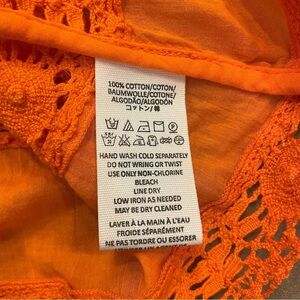 100% COTTON/COTON/
BAUMWOLLE/COTONE/
ALGODÃO/ALGODÓN
コットン/棉
HAND WASH COLD SEPARATELY
DO NOT WRING OR TWIST
USE ONLY NON-CHLORINE
BLEACH
LINE DRY
LOW IRON AS NEEDED
MAY BE DRY CLEANED
LAVER À LA MAIN À L'EAU
FROIDE SÉPARÉMENT
NE PAS TORDRE OU ESSORER